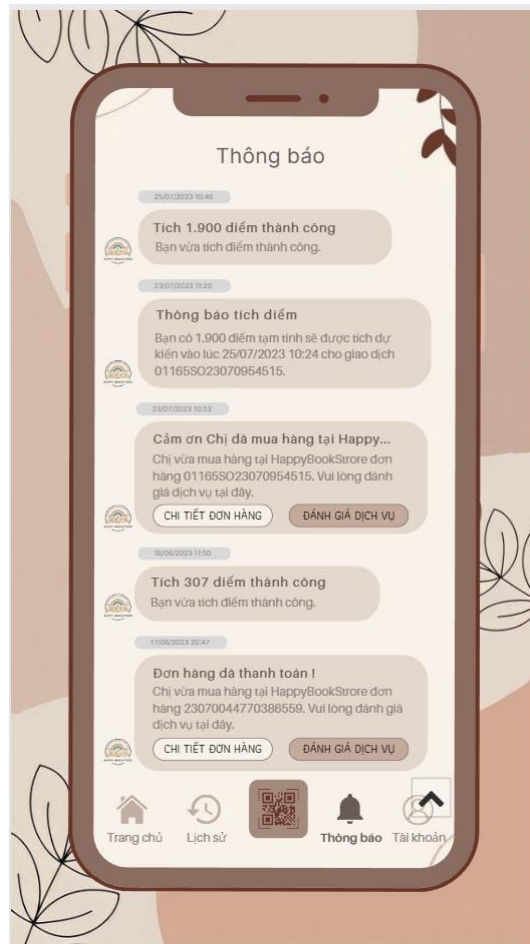 Thông báo
25/07/2023 10:46
Tích 1.900 điểm thành công
Bạn vừa tích điểm thành công.
23/07/2023 11:20
Thông báo tích điểm
Bạn có 1.900 điểm tạm tính sẽ được tích dự
kiến vào lúc 25/07/2023 10:24 cho giao dịch
01165SO23070954515.
23/07/2023 10:53
Cảm ơn Chị đã mua hàng tại Happy...
Chị vừa mua hàng tại HappyBookStrore đơn
hàng 01165SO23070954515. Vui lòng đánh
giá dịch vụ tại đây.
CHI TIẾT ĐƠN HÀNG
ĐÁNH GIÁ DỊCH VỤ
18/06/2023 11:50
Tích 307 điểm thành công
Bạn vừa tích điểm thành công.
17/06/2023 20:47
Đơn hàng đã thanh toán !
Chị vừa mua hàng tại HappyBookStrore đơn
hàng 23070044770386559. Vui lòng đánh giá
dịch vụ tại đây.
CHI TIẾT ĐƠN HÀNG
ĐÁNH GIÁ DỊCH VỤ
Trang chủ
Lịch sử
Thông báo
Tài khoản